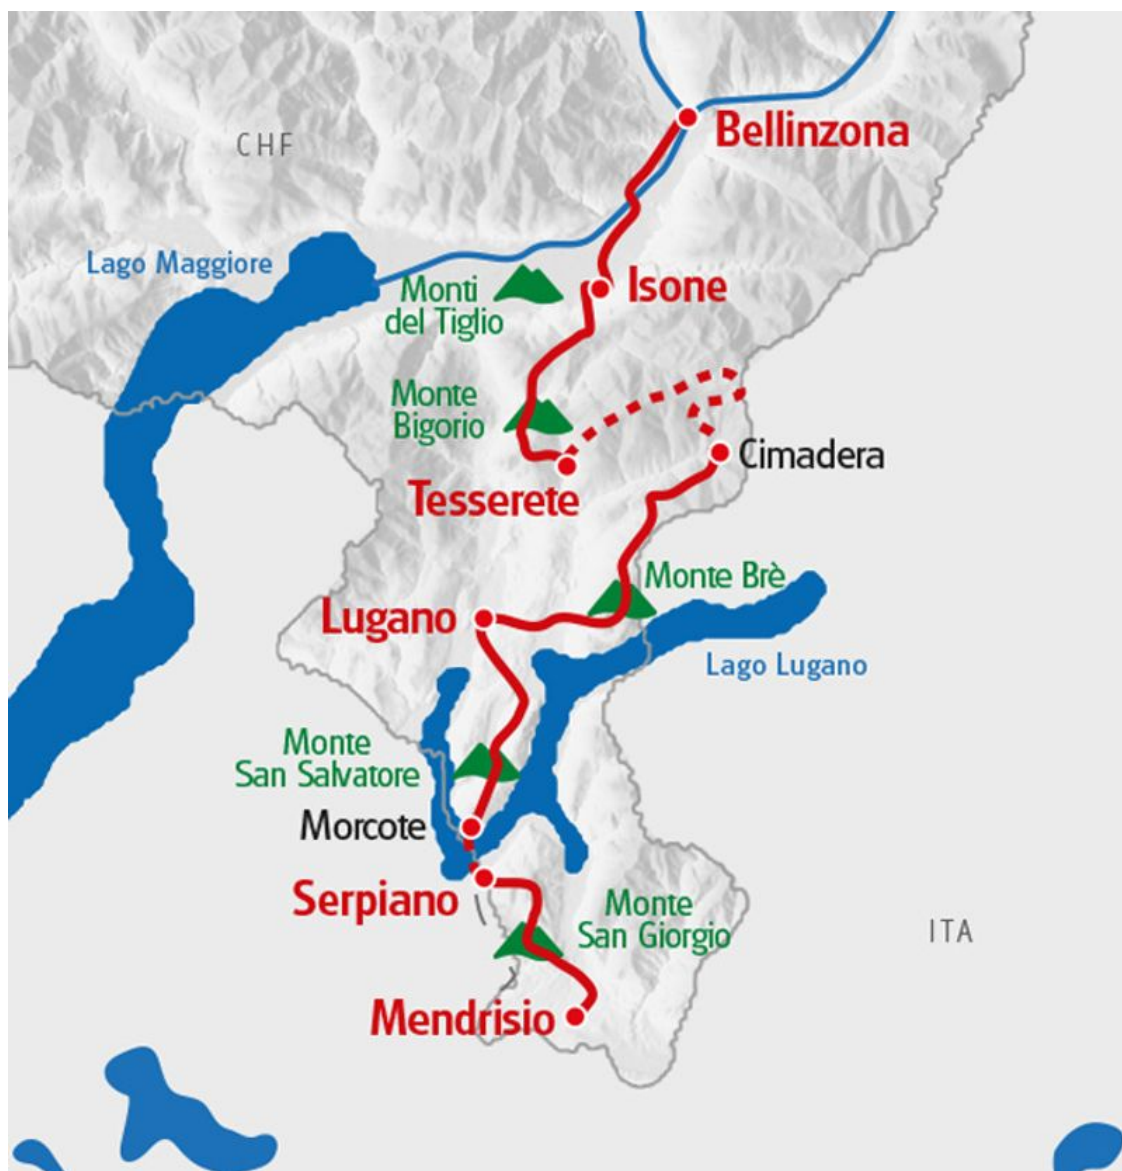 CHF
Bellinzona
Lago Maggiore
Monti
del Tiglio
Isone
Monte
Bigorio
Cimadera
Tesserete
Monte Brè
Lugano
Lago Lugano
Monte
San Salvatore
Morcote
Serpiano
Monte
San Giorgio
ITA
Mendrisio